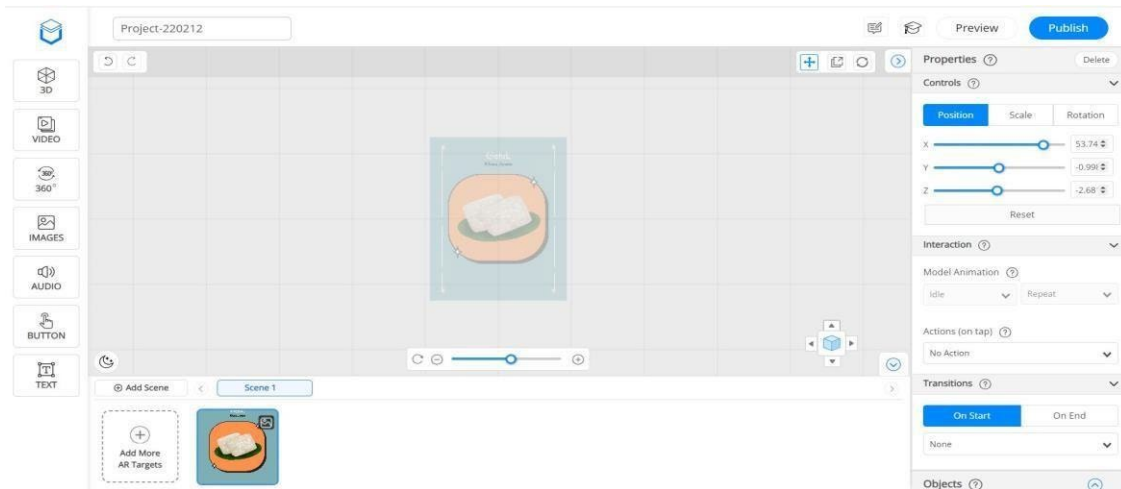 Project-220212
Preview
Publish
3D
VIDEO
360°
IMAGES
AUDIO
BUTTON
TEXT
Properties
Delete
Controls
Position Scale Rotation
X 53.74
Y
Z -2.68
Reset
Interaction
Model Animation
Idle Repeat
Actions (on tap)
No Action
Transitions
On Start On End
None
Objects
Add Scene
Scene 1
Add More
AR Targets